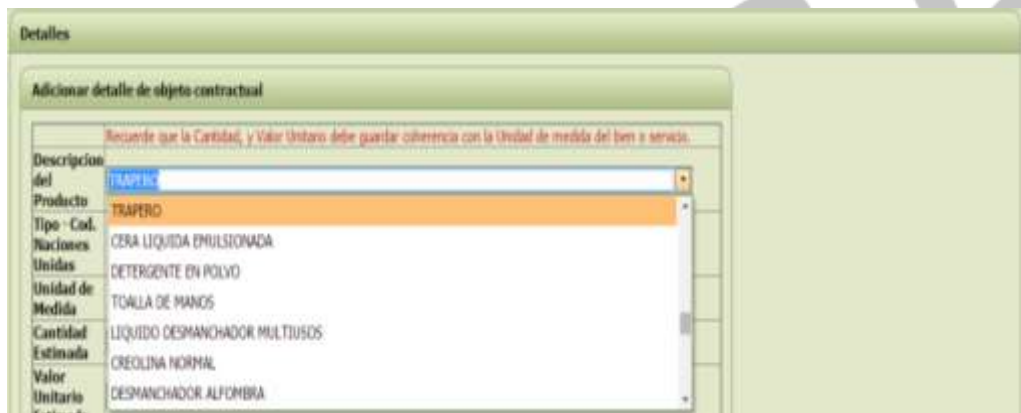 Detalles
Adicionar detalle de objeto contractual
Recuerde que la Cantidad, y Valor Unitario debe guardar coherencia con la Unidad de medida del bien o servicio.
Descripcion
del
Producto
TRAPERO
TRAPERO
Tipo - Cod.
Naciones
Unidas
CERA LIQUIDA EMULSIONADA
DETERGENTE EN POLVO
Unidad de
Medida
TOALLA DE MANOS
Cantidad
Estimada
LIQUIDO DESMANCHADOR MULTIUSOS
CREOLINA NORMAL
Valor
Unitario
DESMANCHADOR ALFOMBRA